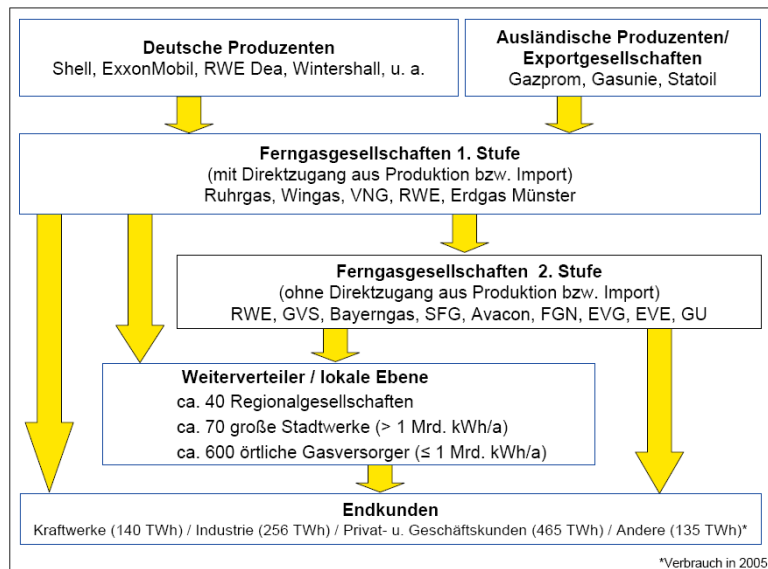 Deutsche Produzenten
Shell, ExxonMobil, RWE Dea, Wintershall, u. a.
Ausländische Produzenten/
Exportgesellschaften
Gazprom, Gasunie, Statoil
Ferngasgesellschaften 1. Stufe
(mit Direktzugang aus Produktion bzw. Import)
Ruhrgas, Wingas, VNG, RWE, Erdgas Münster
Ferngasgesellschaften 2. Stufe
(ohne Direktzugang aus Produktion bzw. Import)
RWE, GVS, Bayerngas, SFG, Avacon, FGN, EVG, EVE, GU
Weiterverteiler / lokale Ebene
ca. 40 Regionalgesellschaften
ca. 70 große Stadtwerke (> 1 Mrd. kWh/a)
ca. 600 örtliche Gasversorger (≤ 1 Mrd. kWh/a)
Endkunden
Kraftwerke (140 TWh) / Industrie (256 TWh) / Privat- u. Geschäftskunden (465 TWh) / Andere (135 TWh)*
*Verbrauch in 2005